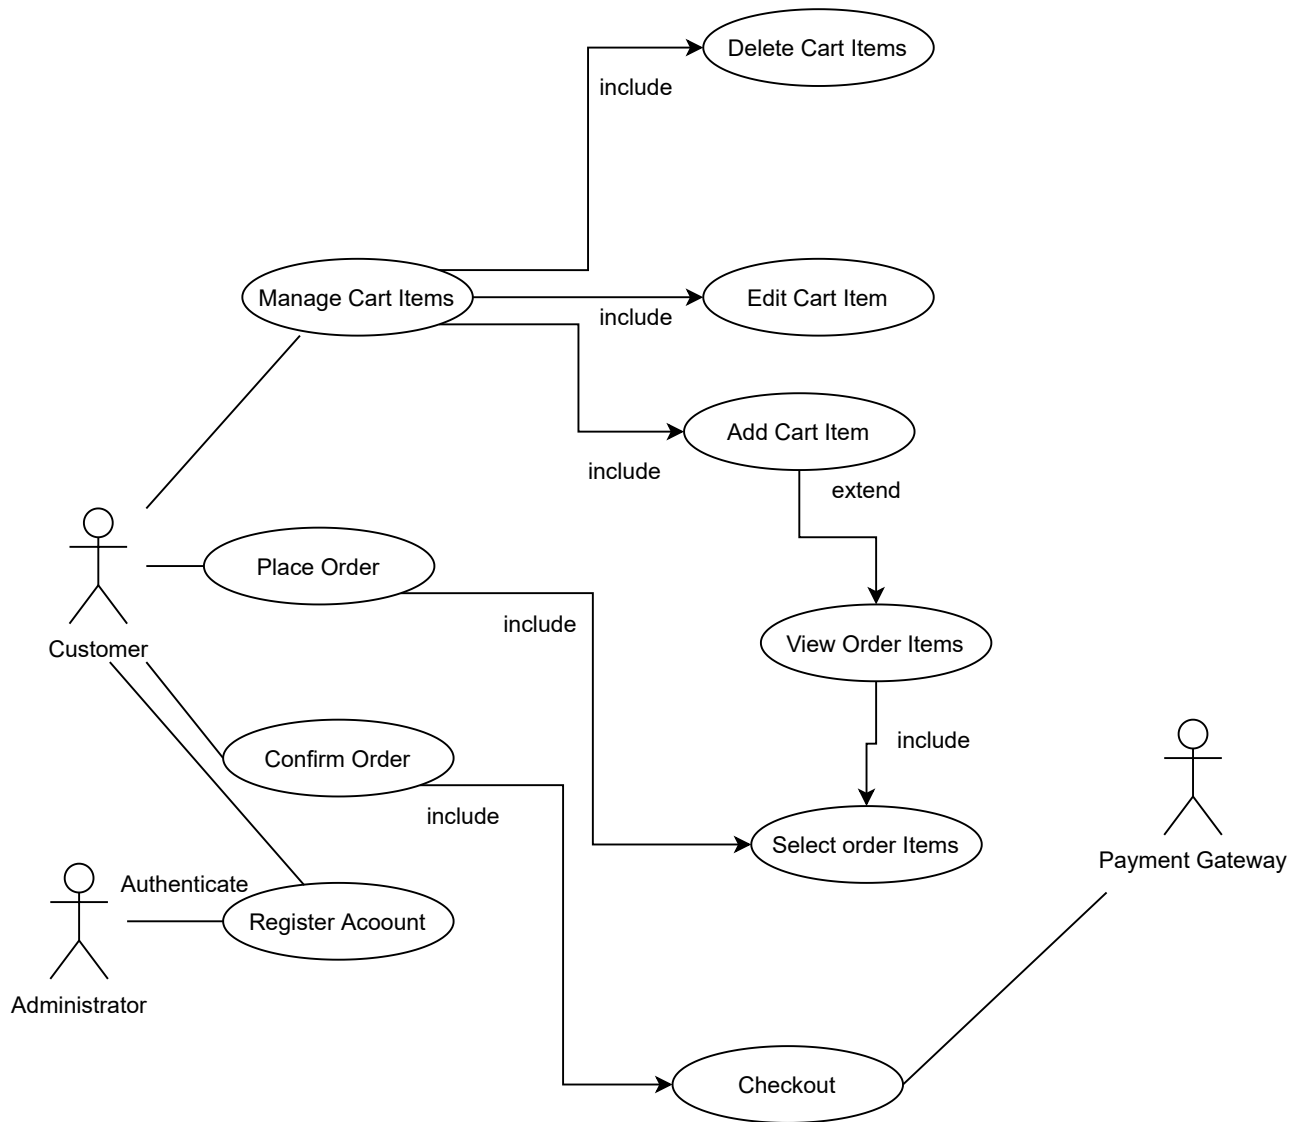 Delete Cart Items
include
Manage Cart Items
Edit Cart Item
include
Add Cart Item
include
extend
Place Order
include
View Order Items
Customer
include
Confirm Order
include
Select order Items
Payment Gateway
Authenticate
Register Acoount
Administrator
Checkout